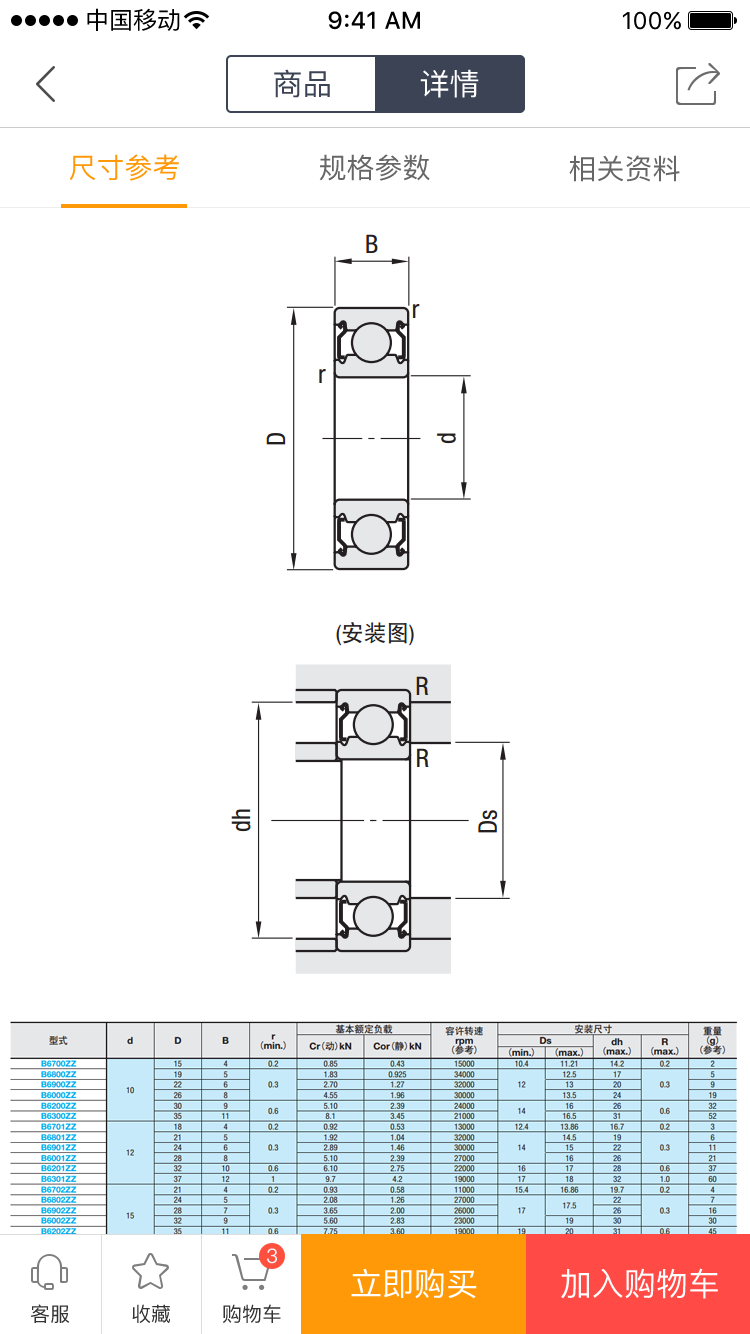 中国移动 9:41 AM 100%
商品 详情
尺寸参考 规格参数 相关资料
B
r
r
D d
(安装图)
R
R
dh Ds
型式 d D B r (min.) 基本额定负载 容许转速 rpm (参考) 安装尺寸 重量 (g) (参考)
Cr(动)kN Cor(静)kN Ds dh (max.) R (max.)
(min.) (max.)
B6700ZZ 10 15 4 0.2 0.85 0.43 15000 10.4 11.21 14.2 0.2 2
B6800ZZ 19 5 0.3 1.83 0.925 34000 12 12.5 17 0.3 5
B6900ZZ 22 6 2.70 1.27 32000 13 20 9
B6000ZZ 26 8 4.55 1.96 30000 13.5 24 19
B6200ZZ 30 9 0.6 5.10 2.39 24000 14 16 26 0.6 32
B6300ZZ 35 11 8.1 3.45 21000 16.5 31 52
B6701ZZ 12 18 4 0.2 0.92 0.53 13000 12.4 13.86 16.7 0.2 3
B6801ZZ 21 5 0.3 1.92 1.04 32000 14 14.5 19 0.3 6
B6901ZZ 24 6 2.89 1.46 30000 15 22 11
B6001ZZ 28 8 5.10 2.39 27000 16 26 21
B6201ZZ 32 10 0.6 6.10 2.75 22000 16 17 28 0.6 37
B6301ZZ 37 12 1 9.7 4.2 19000 17 18 32 1.0 60
B6702ZZ 15 21 4 0.2 0.93 0.58 11000 15.4 16.86 19.7 0.2 4
B6802ZZ 24 5 0.3 2.08 1.26 27000 17 17.5 22 0.3 7
B6902ZZ 28 7 3.65 2.00 26000 26 16
B6002ZZ 32 9 5.60 2.83 23000 19 30 30
B6202ZZ 35 11 0.6 7.75 3.60 19000 19 20 31 0.6 45
3
客服 收藏 购物车 立即购买 加入购物车